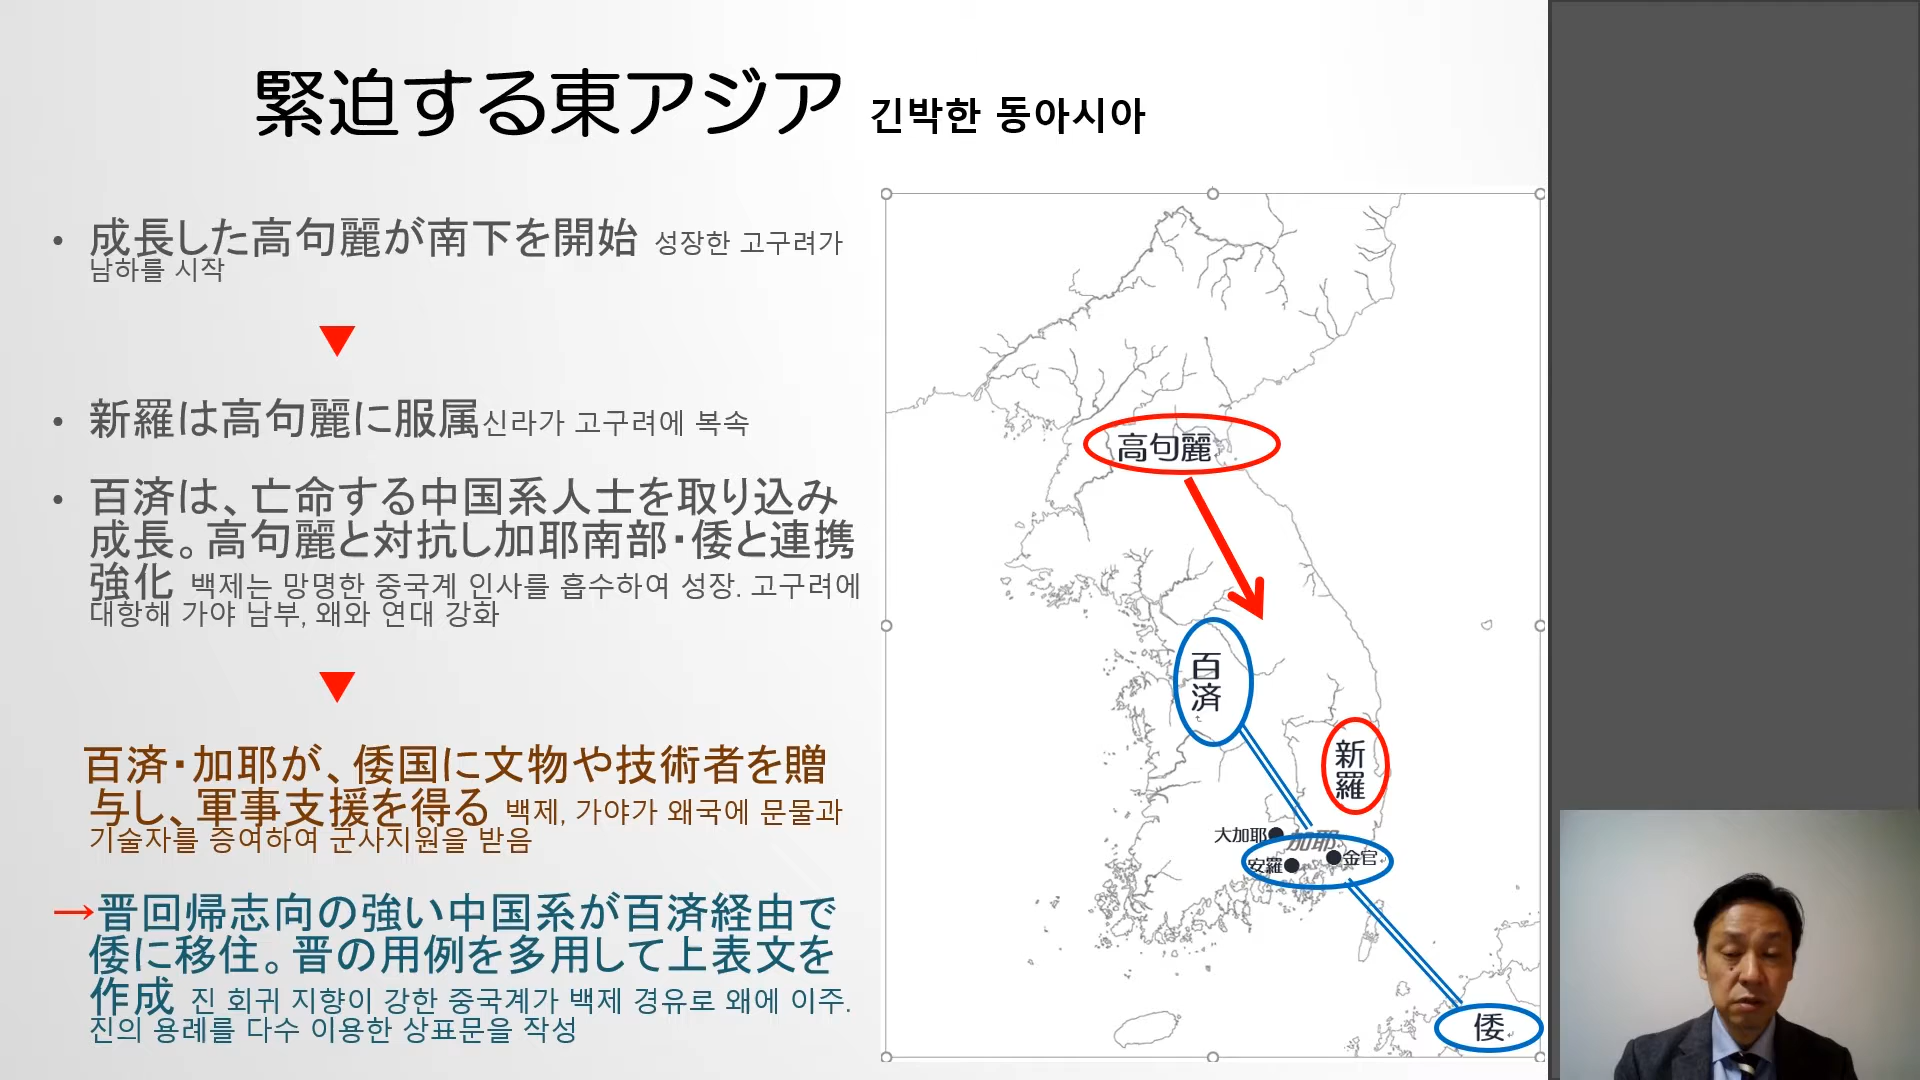 緊迫する東アジア 긴박한 동아시아
• 成長した高句麗が南下を開始 성장한 고구려가
남하를 시작
• 新羅は高句麗に服属신라가 고구려에 복속
• 百済は、亡命する中国系人士を取り込み
成長。高句麗と対抗し加耶南部・倭と連携
強化 백제는 망명한 중국계 인사를 흡수하여 성장. 고구려에
대항해 가야 남부, 왜와 연대 강화
百済・加耶が、倭国に文物や技術者を贈
与し、軍事支援を得る 백제, 가야가 왜국에 문물과
기술자를 증여하여 군사지원을 받음
→晋回帰志向の強い中国系が百済経由で
倭に移住。晋の用例を多用して上表文を
作成 진 회귀 지향이 강한 중국계가 백제 경유로 왜에 이주.
진의 용례를 다수 이용한 상표문을 작성
高句麗
百済
新羅
大加耶
加耶
安羅
金官
倭